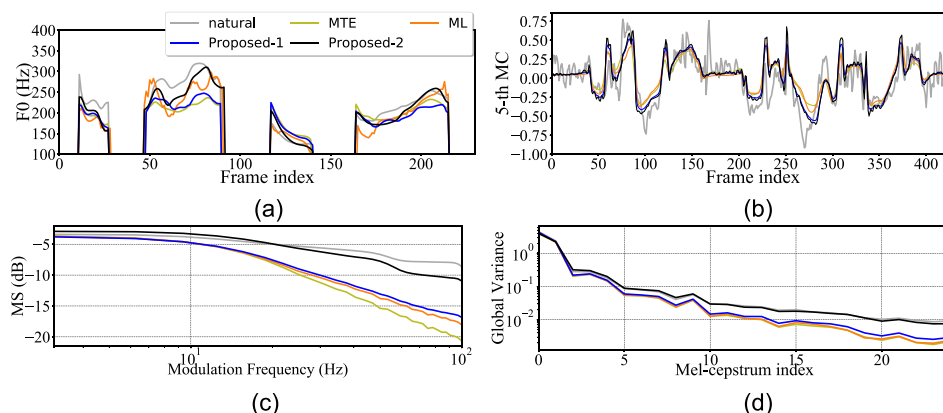 natural MTE ML
Proposed-1 Proposed-2
F0 (Hz)
400
350
300
250
200
150
100
0 50 100 150 200
Frame index
(a)
5-th MC
0.75
0.50
0.25
0.00
−0.25
−0.50
−0.75
−1.00
0 50 100 150 200 250 300 350 400
Frame index
(b)
MS (dB)
−5
−10
−15
−20
10¹ 10²
Modulation Frequency (Hz)
(c)
Global Variance
10⁰
10⁻¹
10⁻²
0 5 10 15 20
Mel-cepstrum index
(d)